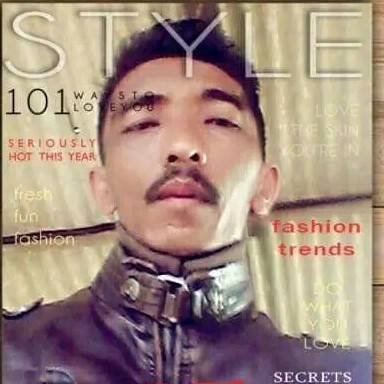 STYLE
101 WAYS TO
LOVE YOU
SERIOUSLY
HOT THIS YEAR
fresh
fun
fashion
LOVE
THE SKIN
YOU'RE IN
fashion
trends
DO
WHAT
YOU
LOVE
SECRETS